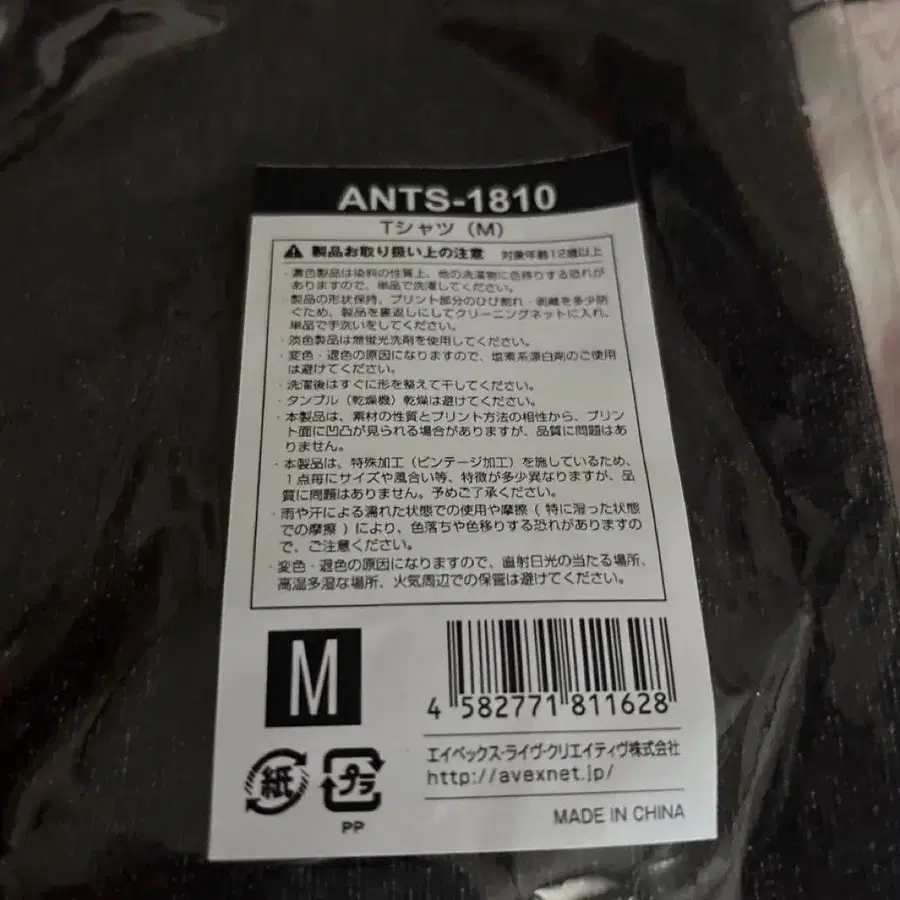 ANTS-1810
Tシャツ（M）
製品お取り扱い上の注意 対象年齢12歳以上
・濃色製品は染料の性質上、他の洗濯物に色移りする恐れが
ありますので、単品で洗濯してください。
・製品の形状保持、プリント部分のひび割れ・剥離を多少防
ぐため、製品を裏返しにしてクリーニングネットに入れ、
単品で手洗いをしてください。
・淡色製品は無蛍光洗剤を使用してください。
・変色・退色の原因になりますので、塩素系漂白剤のご使用
は避けてください。
・洗濯後はすぐに形を整えて干してください。
・タンブル（乾燥機）乾燥は避けてください。
・本製品は、素材の性質とプリント方法の相性から、プリン
ト面に凹凸が見られる場合がありますが、品質に問題はあ
りません。
・本製品は、特殊加工（ビンテージ加工）を施しているため、
1点毎にサイズや風合い等、特徴が多少異なりますが、品
質に問題はありません。予めご了承ください。
・雨や汗による濡れた状態での使用や摩擦（特に湿った状態
での摩擦）により、色落ちや色移りする恐れがありますの
で、ご注意ください。
・変色・退色の原因になりますので、直射日光の当たる場所、
高温多湿な場所、火気周辺での保管は避けてください。
M
4 582771 811628
エイベックス・ライヴ・クリエイティヴ株式会社
http://avexnet.jp/
紙 プラ
PP
MADE IN CHINA